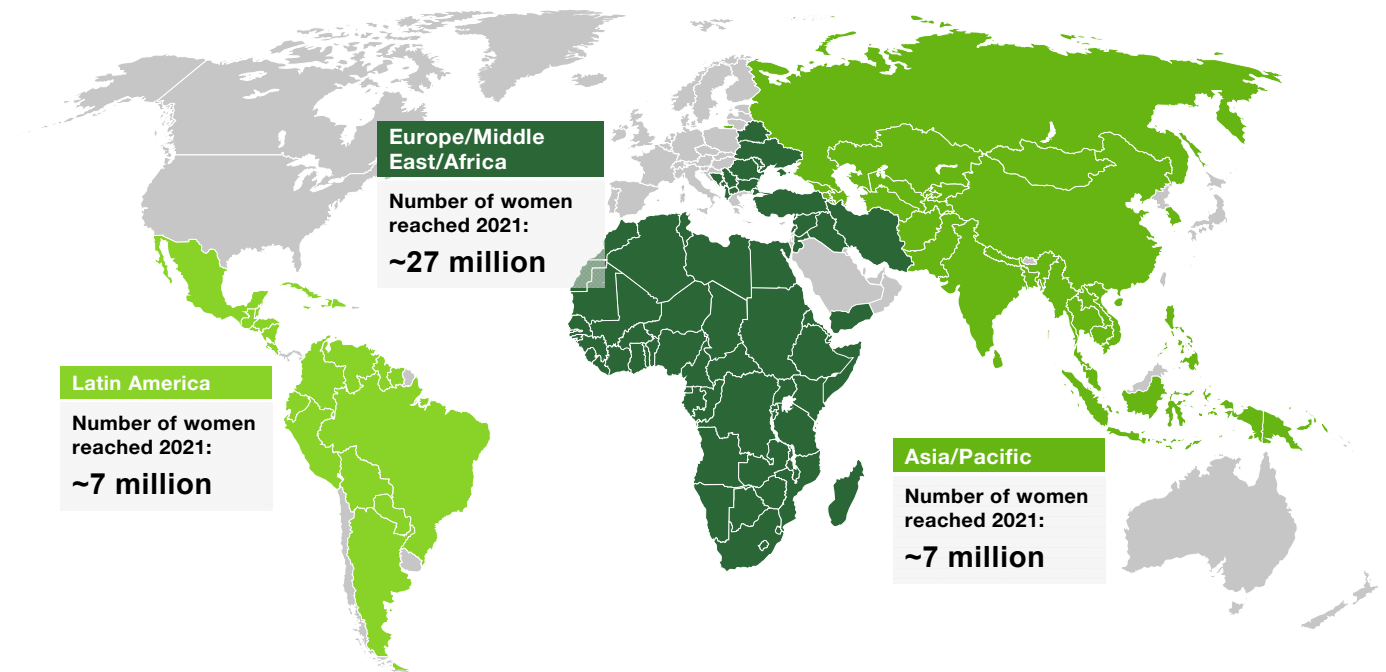 Europe/Middle
East/Africa
Number of women
reached 2021:
~27 million
Latin America
Number of women
reached 2021:
~7 million
Asia/Pacific
Number of women
reached 2021:
~7 million